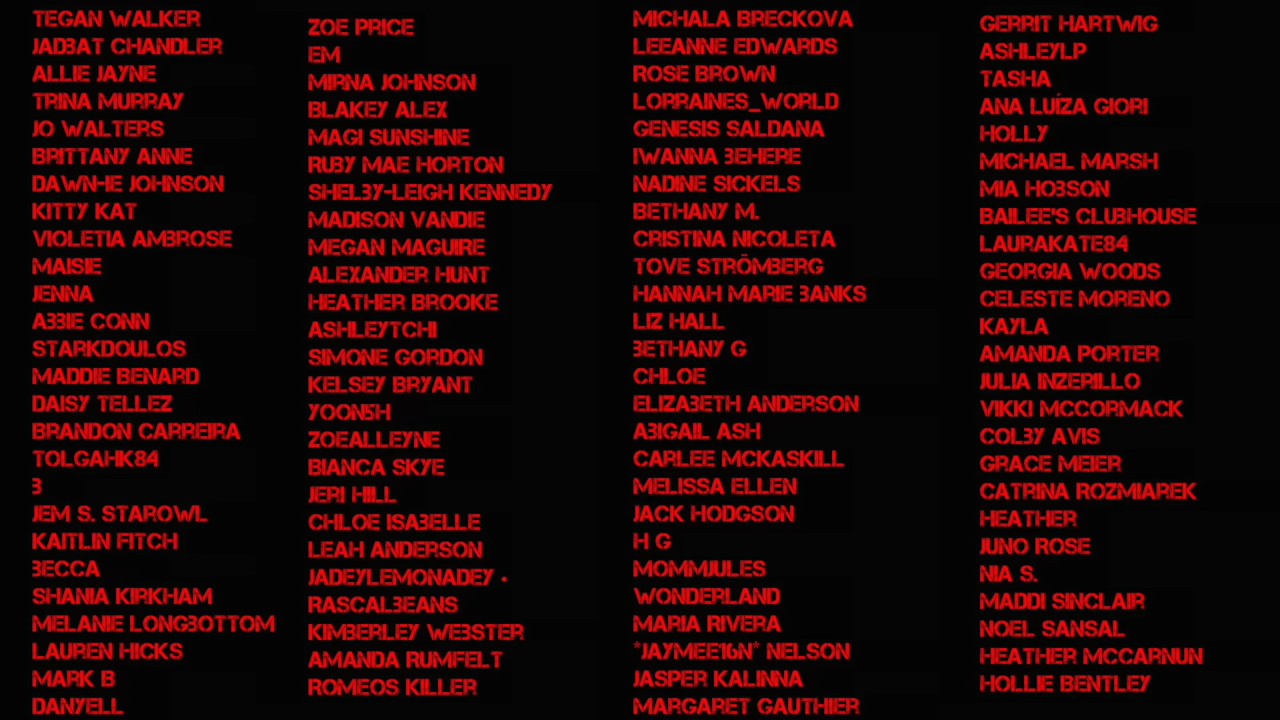 TEGAN WALKER
JADBAT CHANDLER
ALLIE JAYNE
TRINA MURRAY
JO WALTERS
BRITTANY ANNE
DAWN-IE JOHNSON
KITTY KAT
VIOLETIA AMBROSE
MAISIE
JENNA
ABBIE CONN
STARKDOULOS
MADDIE BENARD
DAISY TELLEZ
BRANDON CARREIRA
TOLGAHK84
B
JEM S. STAROWL
KAITLIN FITCH
BECCA
SHANIA KIRKHAM
MELANIE LONGBOTTOM
LAUREN HICKS
MARK B
DANYELL
ZOE PRICE
EM
MIRNA JOHNSON
BLAKEY ALEX
MAGI SUNSHINE
RUBY MAE HORTON
SHELBY-LEIGH KENNEDY
MADISON VANDIE
MEGAN MAGUIRE
ALEXANDER HUNT
HEATHER BROOKE
ASHLEYTCHI
SIMONE GORDON
KELSEY BRYANT
YOON5H
ZOEALLEYNE
BIANCA SKYE
JERI HILL
CHLOE ISABELLE
LEAH ANDERSON
JADEYLEMONADEY •
RASCALBEANS
KIMBERLEY WEBSTER
AMANDA RUMFELT
ROMEOS KILLER
MICHALA BRECKOVA
LEEANNE EDWARDS
ROSE BROWN
LORRAINES_WORLD
GENESIS SALDANA
IWANNA BEHERE
NADINE SICKELS
BETHANY M.
CRISTINA NICOLETA
TOVE STRÖMBERG
HANNAH MARIE BANKS
LIZ HALL
BETHANY G
CHLOE
ELIZABETH ANDERSON
ABIGAIL ASH
CARLEE MCKASKILL
MELISSA ELLEN
JACK HODGSON
H G
MOMMJULES
WONDERLAND
MARIA RIVERA
*JAYMEE'16N* NELSON
JASPER KALINNA
MARGARET GAUTHIER
GERRIT HARTWIG
ASHLEYLP
TASHA
ANA LUÍZA GIORI
HOLLY
MICHAEL MARSH
MIA HOBSON
BAILEE'S CLUBHOUSE
LAURAKATE84
GEORGIA WOODS
CELESTE MORENO
KAYLA
AMANDA PORTER
JULIA INZERILLO
VIKKI MCCORMACK
COLBY AVIS
GRACE MEIER
CATRINA ROZMIAREK
HEATHER
JUNO ROSE
NIA S.
MADDI SINCLAIR
NOEL SANSAL
HEATHER MCCARNUN
HOLLIE BENTLEY